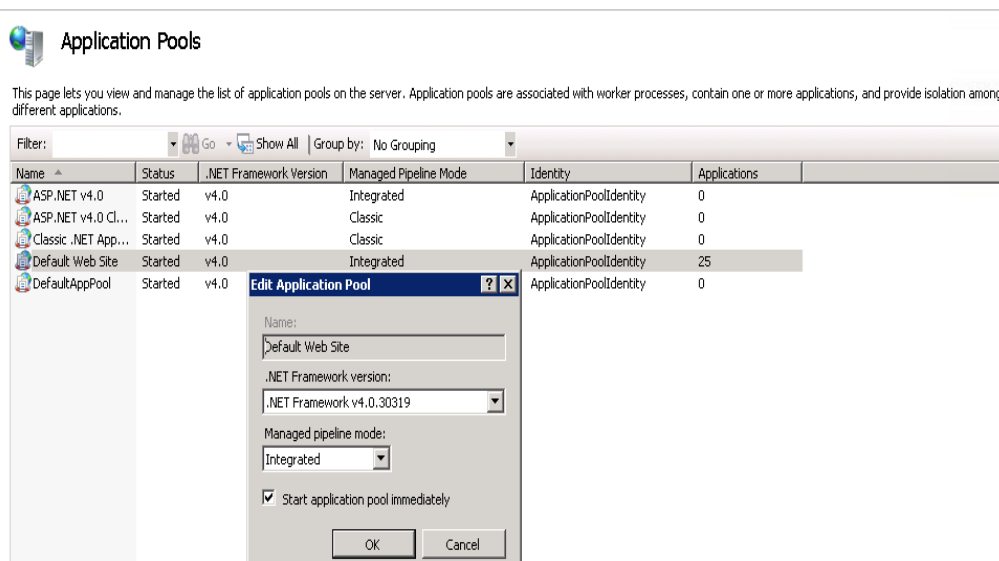 Application Pools
This page lets you view and manage the list of application pools on the server. Application pools are associated with worker processes, contain one or more applications, and provide isolation among
different applications.
Filter: Go Show All Group by: No Grouping
Name Status .NET Framework Version Managed Pipeline Mode Identity Applications
ASP.NET v4.0 Started v4.0 Integrated ApplicationPoolIdentity 0
ASP.NET v4.0 Cl... Started v4.0 Classic ApplicationPoolIdentity 0
Classic .NET App... Started v4.0 Classic ApplicationPoolIdentity 0
Default Web Site Started v4.0 Integrated ApplicationPoolIdentity 25
DefaultAppPool Started v4.0 ApplicationPoolIdentity 0
Edit Application Pool ? X
Name:
Default Web Site
.NET Framework version:
.NET Framework v4.0.30319
Managed pipeline mode:
Integrated
Start application pool immediately
OK Cancel